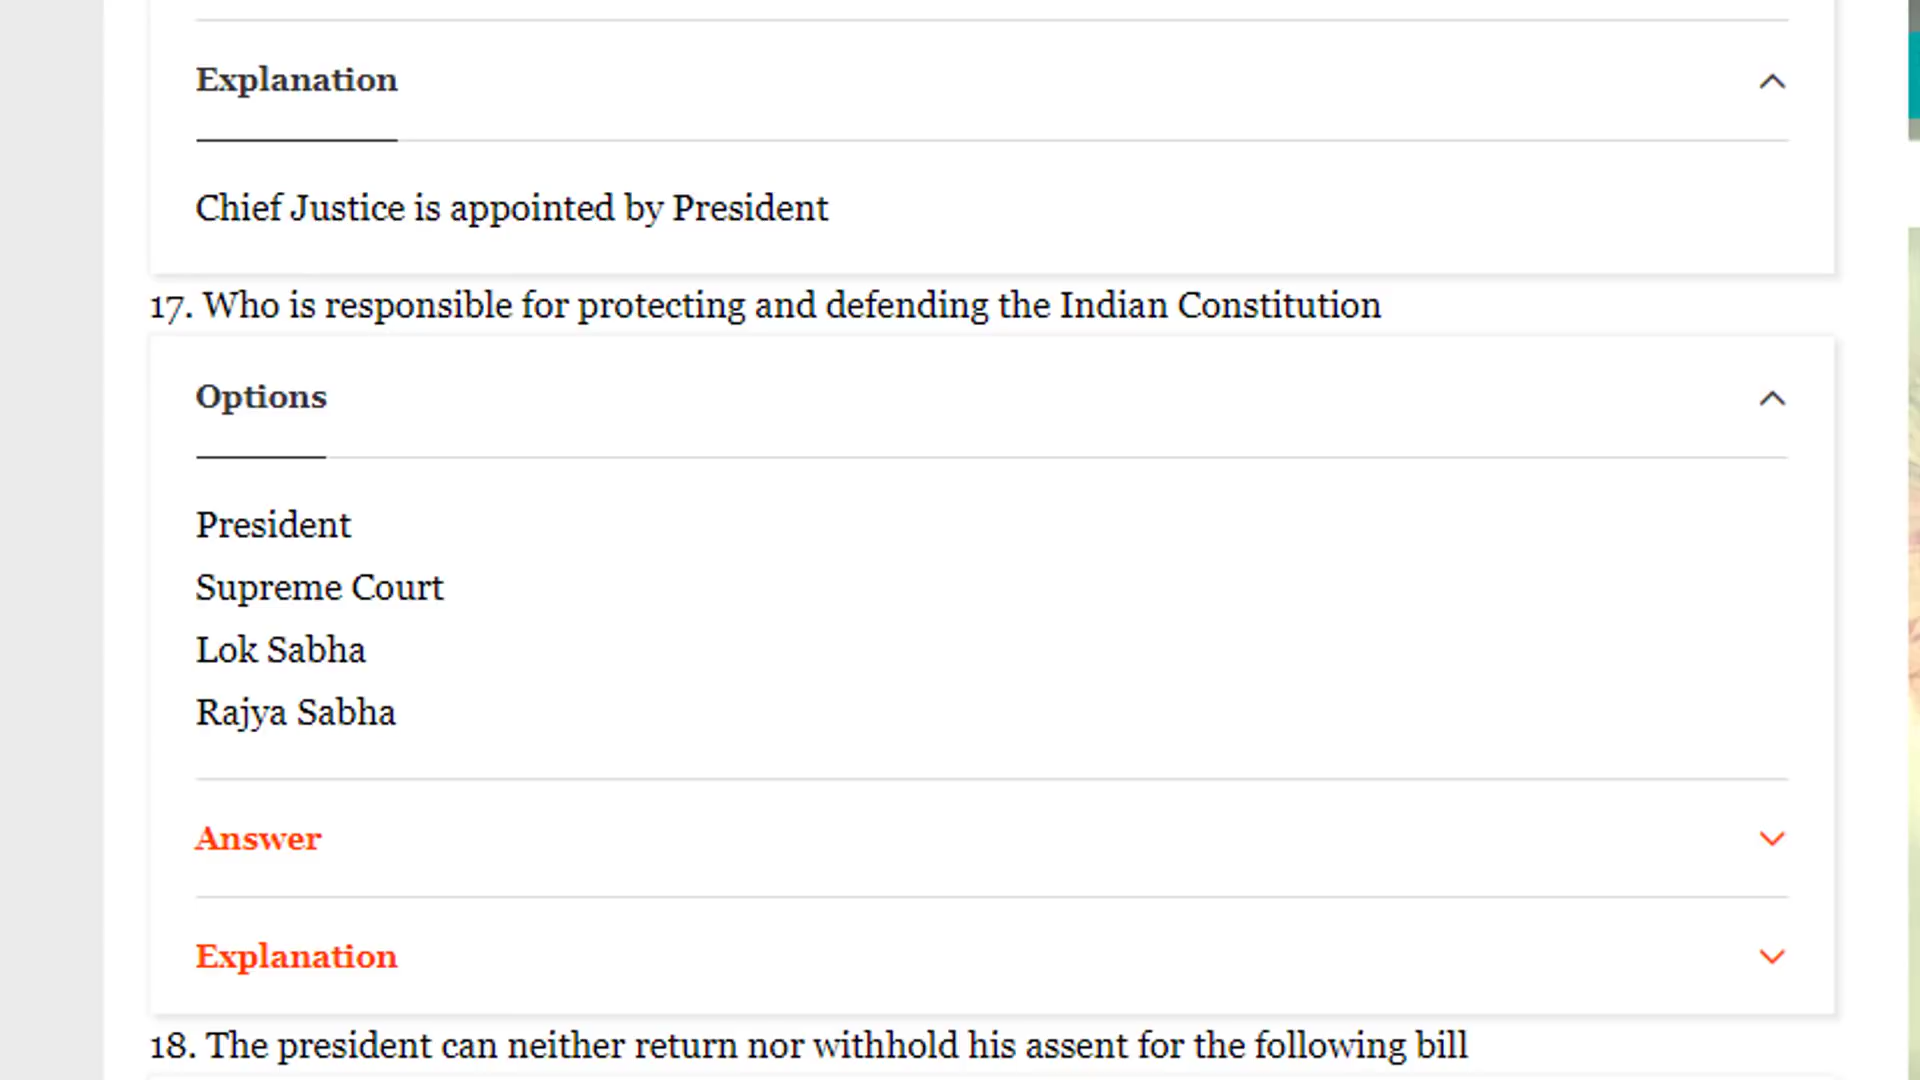 Explanation
Chief Justice is appointed by President
17. Who is responsible for protecting and defending the Indian Constitution
Options
President
Supreme Court
Lok Sabha
Rajya Sabha
Answer
Explanation
18. The president can neither return nor withhold his assent for the following bill